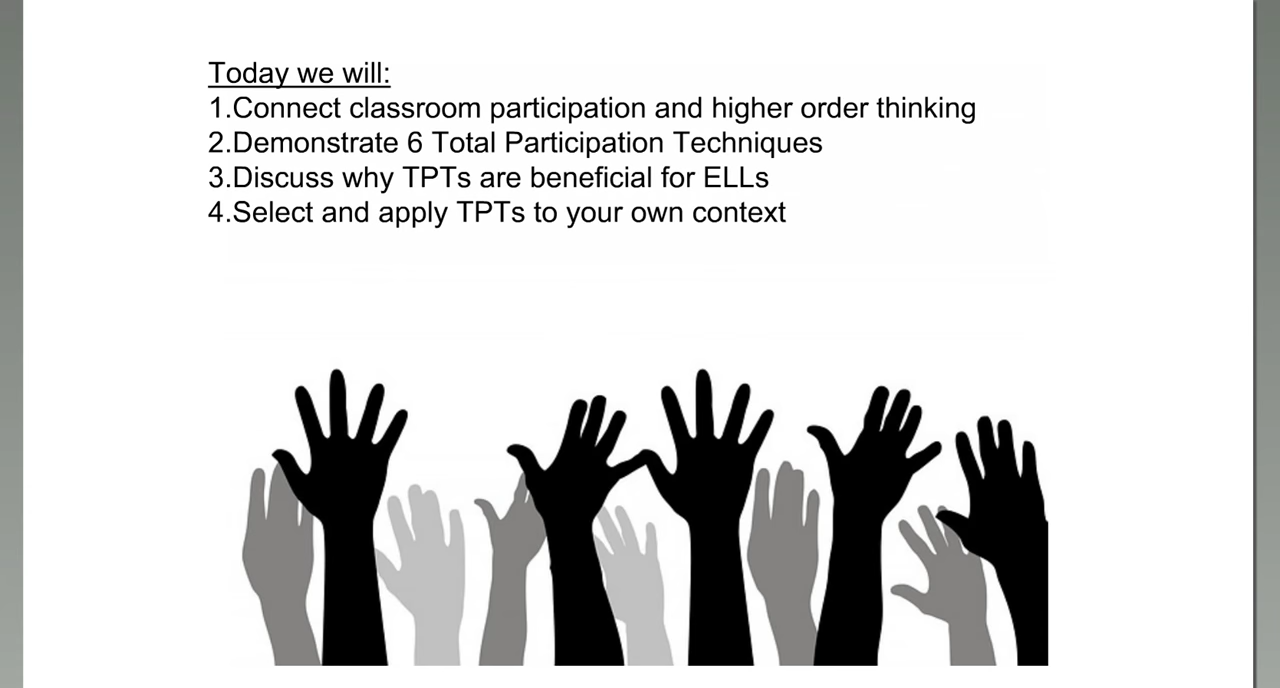 Today we will:
1.Connect classroom participation and higher order thinking
2.Demonstrate 6 Total Participation Techniques
3.Discuss why TPTs are beneficial for ELLs
4.Select and apply TPTs to your own context